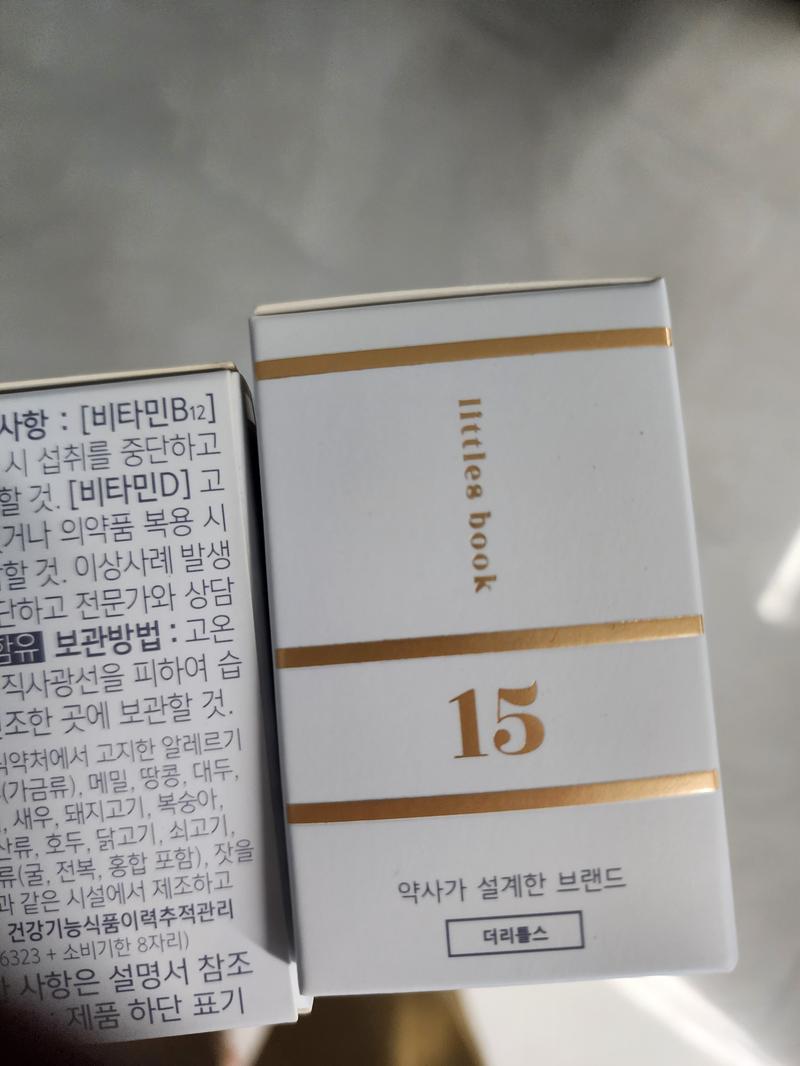 사항 : [비타민B12]
시 섭취를 중단하고
할 것. [비타민D] 고
거나 의약품 복용 시
할 것. 이상사례 발생
단하고 전문가와 상담
함유 보관방법 : 고온
직사광선을 피하여 습
조한 곳에 보관할 것.
식약처에서 고지한 알레르기
(가금류), 메밀, 땅콩, 대두,
, 새우, 돼지고기, 복숭아,
산류, 호두, 닭고기, 쇠고기,
류(굴, 전복, 홍합 포함), 잣을
과 같은 시설에서 제조하고
건강기능식품이력추적관리
6323 + 소비기한 8자리)
사항은 설명서 참조
: 제품 하단 표기
littles book
15
약사가 설계한 브랜드
더리틀스